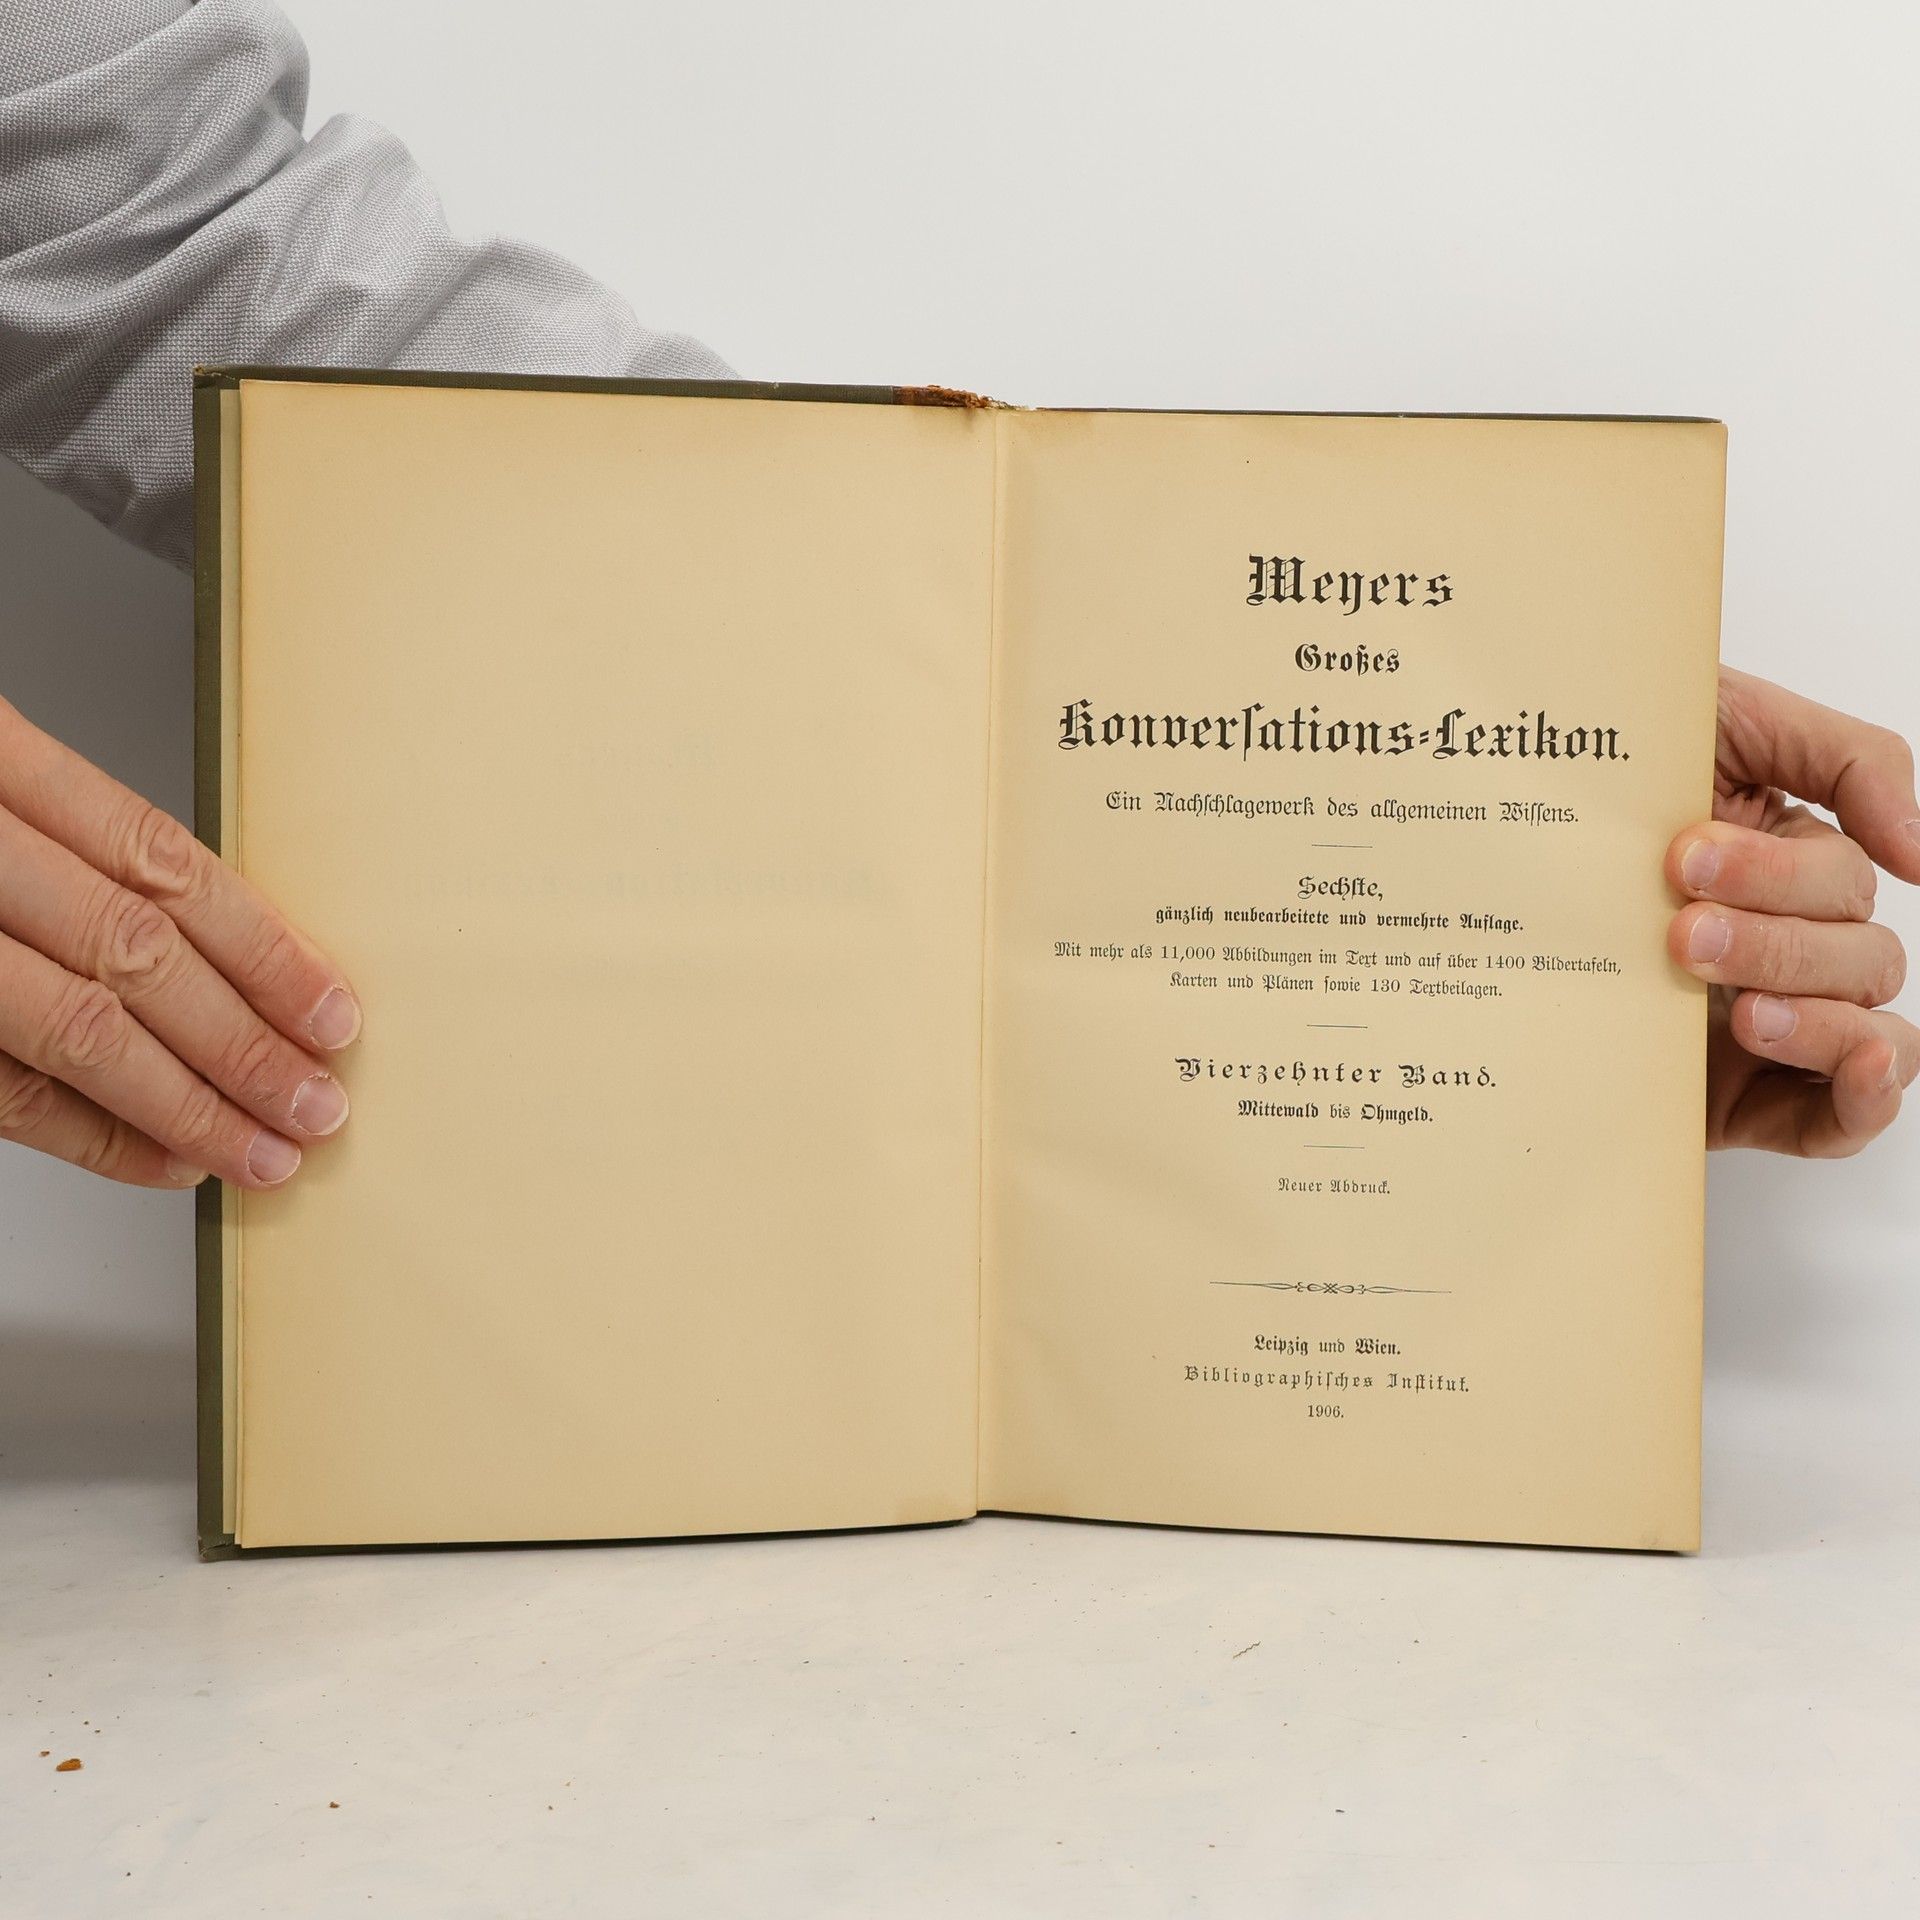 Meyers
Großes
Konverſations-Lexikon.
Ein Nachſchlagewerk des allgemeinen Wiſſens.
Sechſte,
gänzlich neubearbeitete und vermehrte Auflage.
Mit mehr als 11,000 Abbildungen im Text und auf über 1400 Bildertafeln,
Karten und Plänen ſowie 130 Textbeilagen.
Vierzehnter Band.
Mittewald bis Ohmgeld.
Neuer Abdruck.
Leipzig und Wien.
Bibliographiſches Inſtitut.
1906.